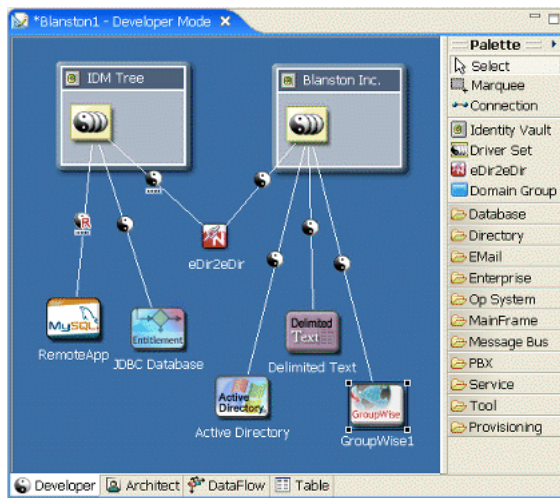 *Blanston1 - Developer Mode
Palette
Select
Marquee
Connection
Identity Vault
Driver Set
eDir2eDir
Domain Group
Database
Directory
EMail
Enterprise
Op System
MainFrame
Message Bus
PBX
Service
Tool
Provisioning
IDM Tree
Blanston Inc.
R
eDir2eDir
MySQL
RemoteApp
Entitlement
JDBC Database
Delimited
Text
Delimited Text
Active
Directory
Active Directory
GroupWise
GroupWise1
Developer
Architect
DataFlow
Table